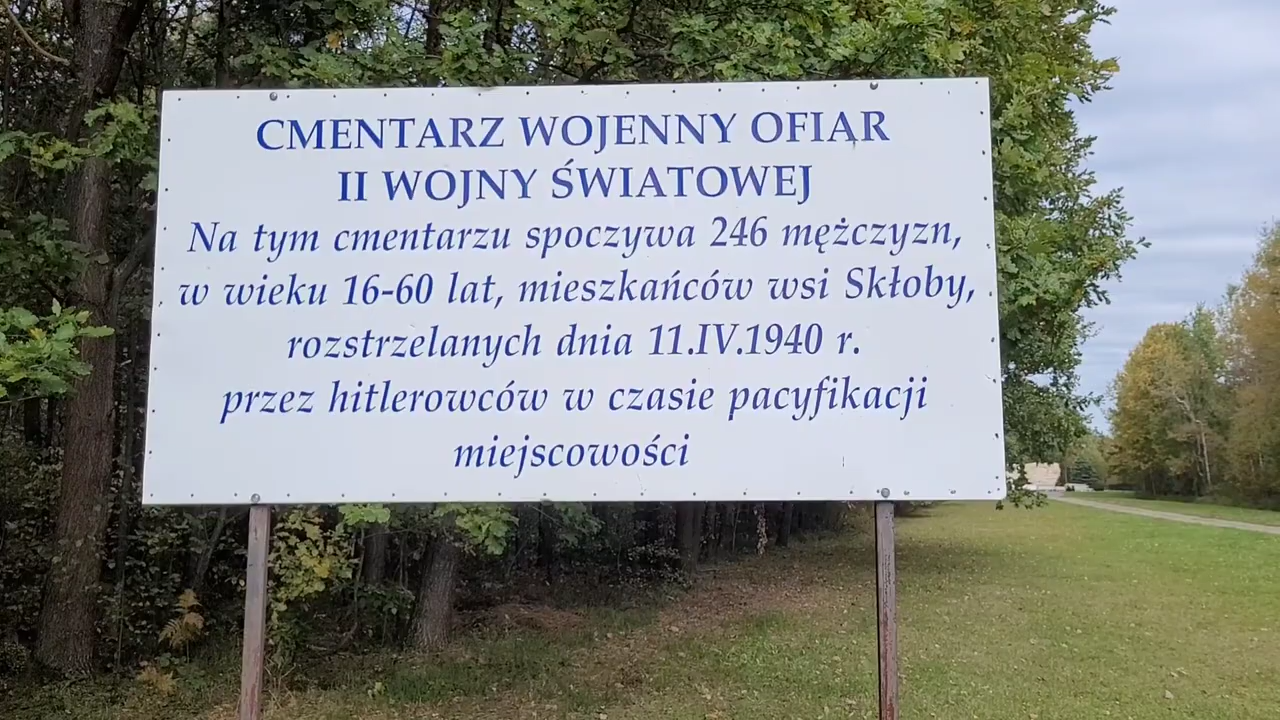 CMENTARZ WOJENNY OFIAR
II WOJNY ŚWIATOWEJ
Na tym cmentarzu spoczywa 246 mężczyzn,
w wieku 16-60 lat, mieszkańców wsi Skłoby,
rozstrzelanych dnia 11.IV.1940 r.
przez hitlerowców w czasie pacyfikacji
miejscowości